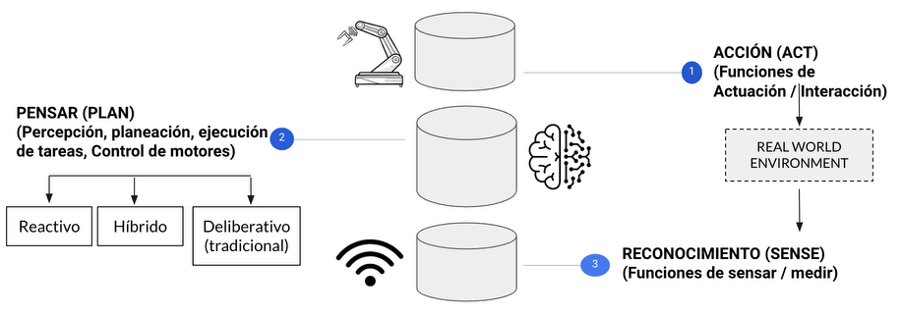 ACCIÓN (ACT)
(Funciones de
Actuación / Interacción)
1
REAL WORLD
ENVIRONMENT
PENSAR (PLAN)
(Percepción, planeación, ejecución
de tareas, Control de motores)
2
Reactivo
Híbrido
Deliberativo
(tradicional)
3
RECONOCIMIENTO (SENSE)
(Funciones de sensar / medir)